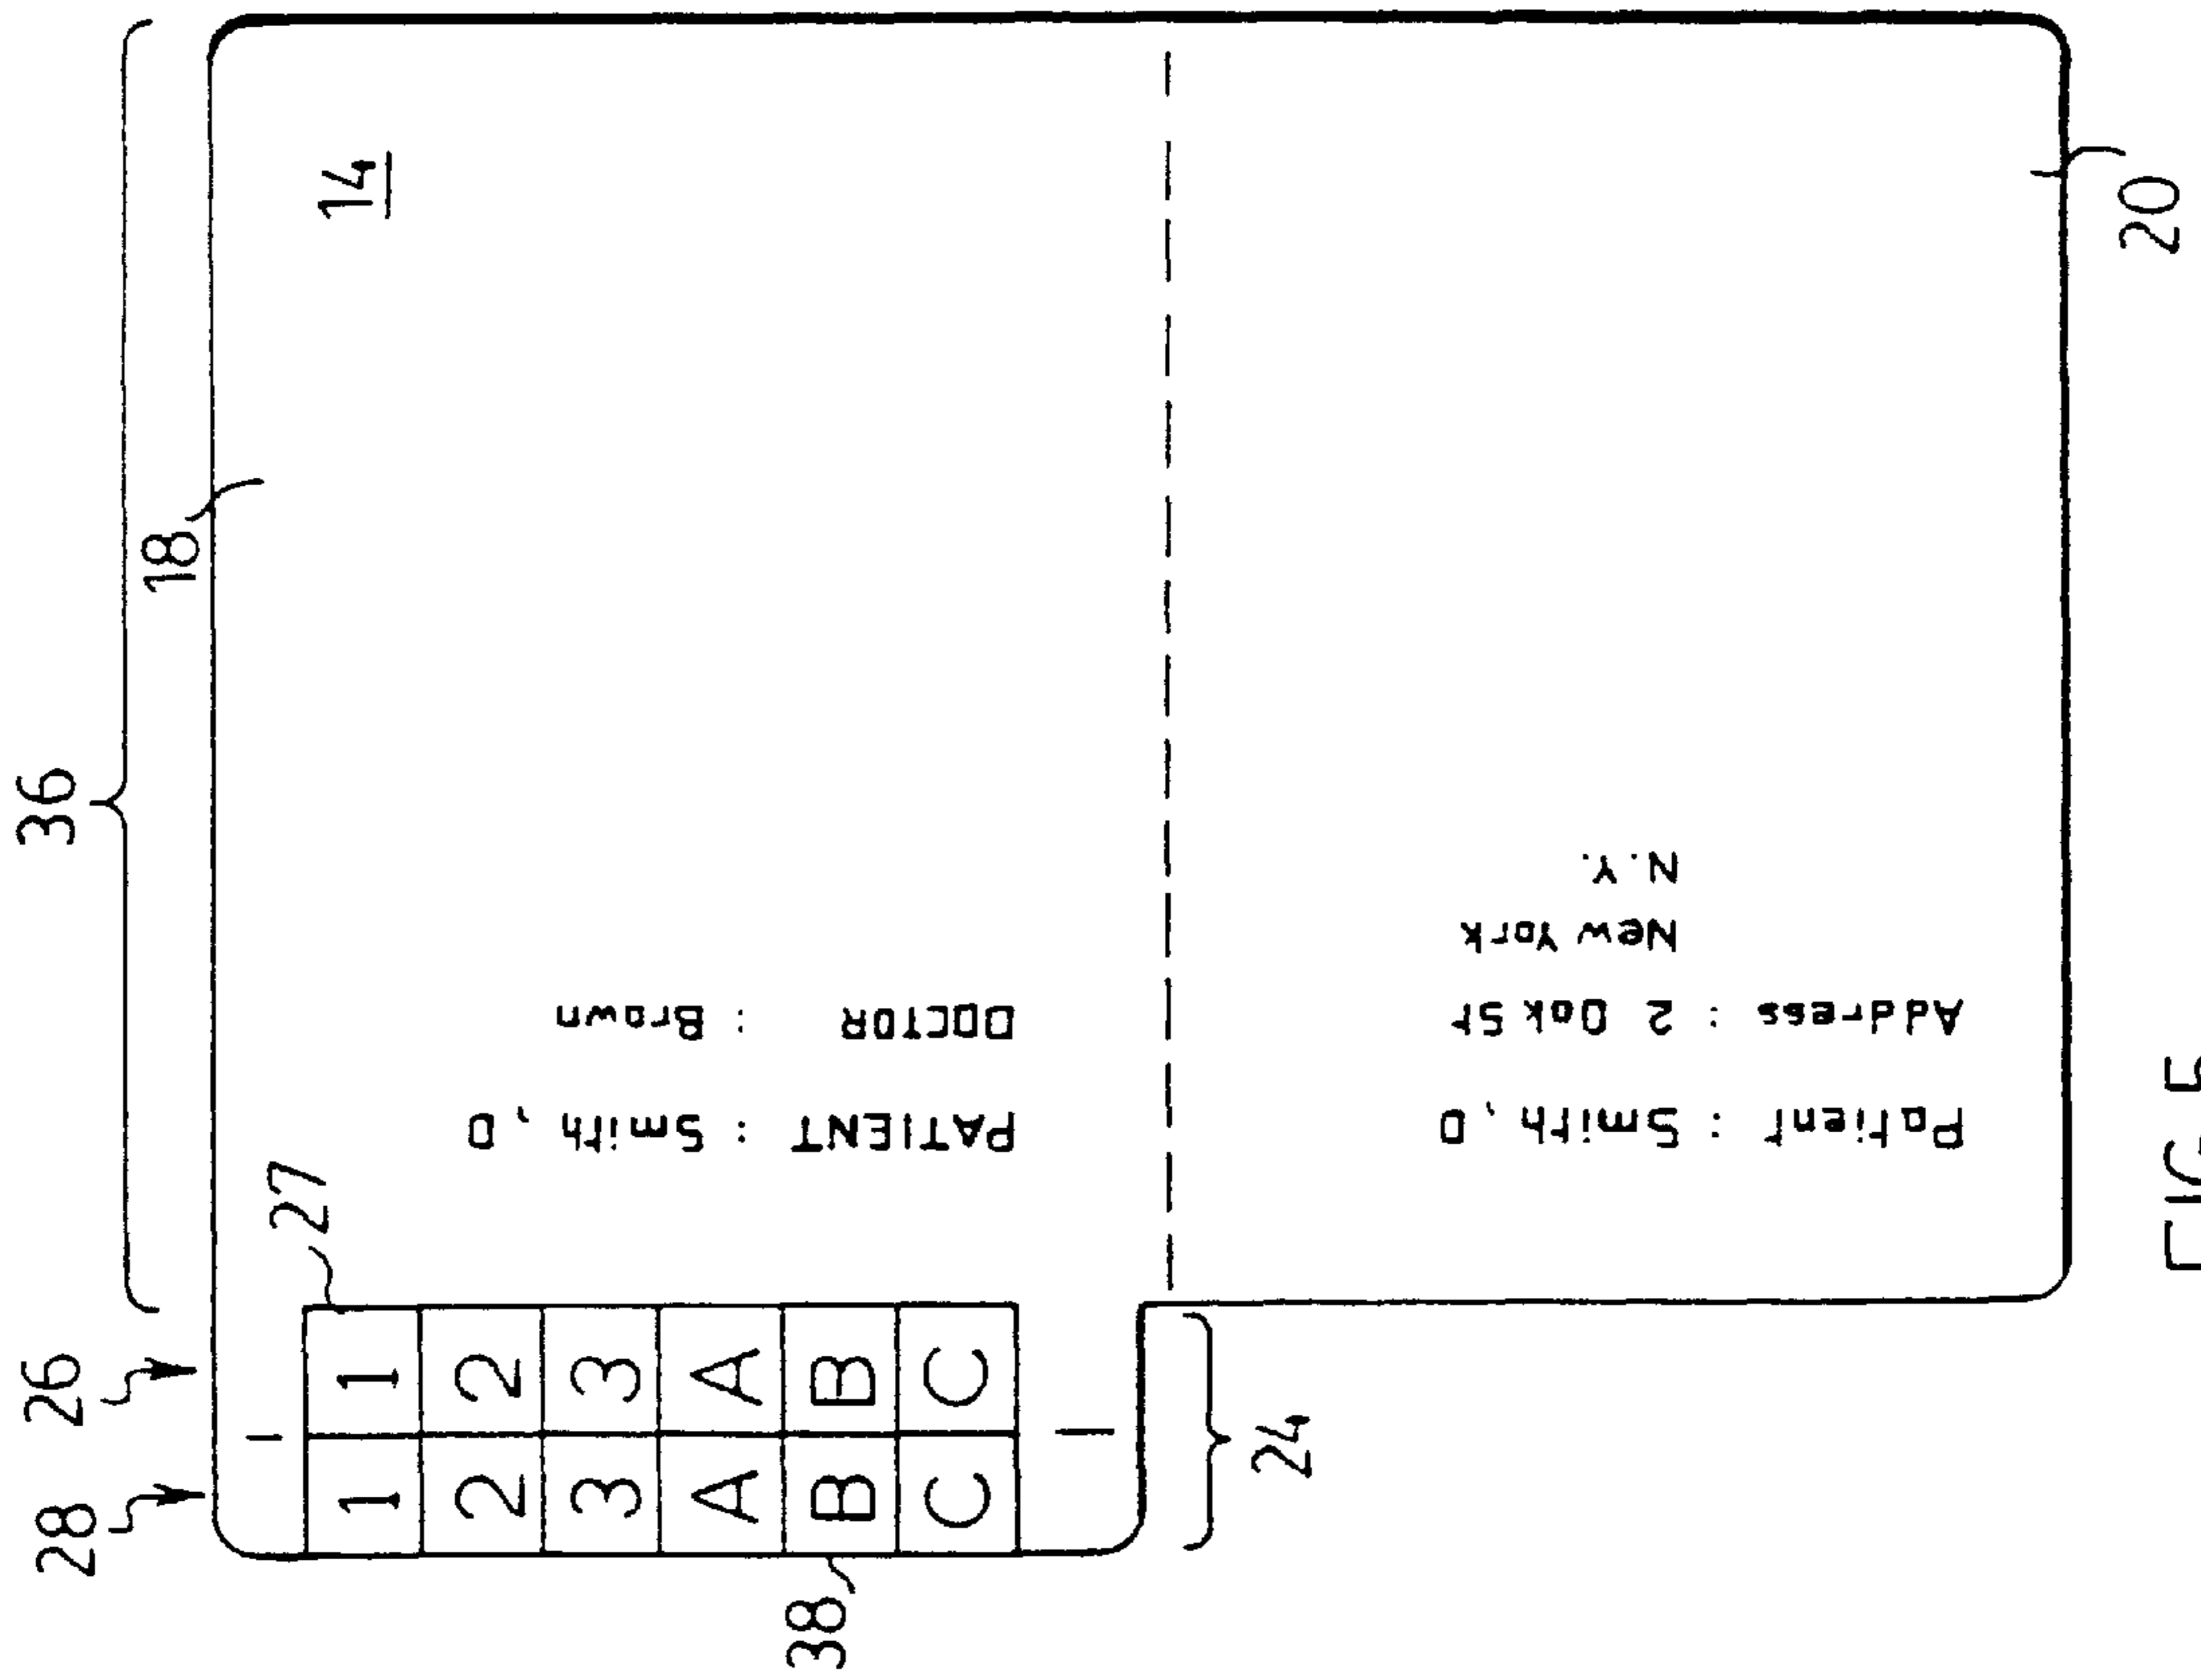 36
18
14
20
26
28
27
1 1
2 2
3 3
A A
B B
C C
38
24
PATIENT : Smith, D
DOCTOR : Brown
Patient : Smith, D
Address : 2 Oak St
New York
N.Y.
FIG. 5